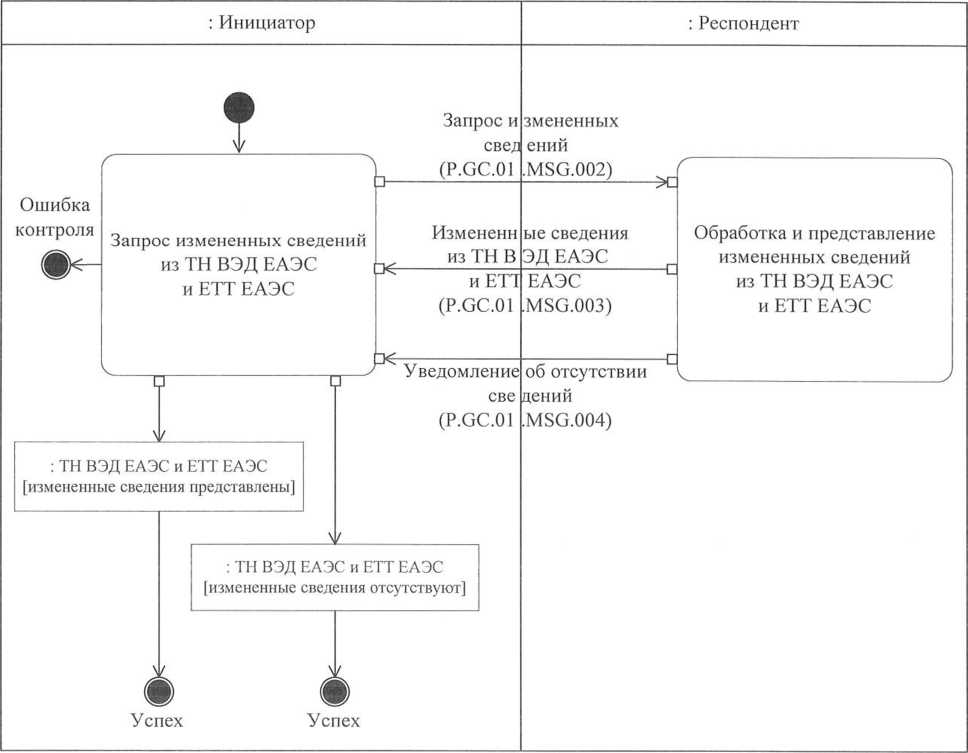 : Инициатор
: Респондент
Запрос измененных
сведений
(P.GC.01.MSG.002)
Ошибка
контроля
Запрос измененных сведений
из ТН ВЭД ЕАЭС
и ЕТТ ЕАЭС
Измененные сведения
из ТН ВЭД ЕАЭС
и ЕТТ ЕАЭС
(P.GC.01.MSG.003)
Обработка и представление
измененных сведений
из ТН ВЭД ЕАЭС
и ЕТТ ЕАЭС
Уведомление об отсутствии
сведений
(P.GC.01.MSG.004)
: ТН ВЭД ЕАЭС и ЕТТ ЕАЭС
[измененные сведения представлены]
: ТН ВЭД ЕАЭС и ЕТТ ЕАЭС
[измененные сведения отсутствуют]
Успех
Успех